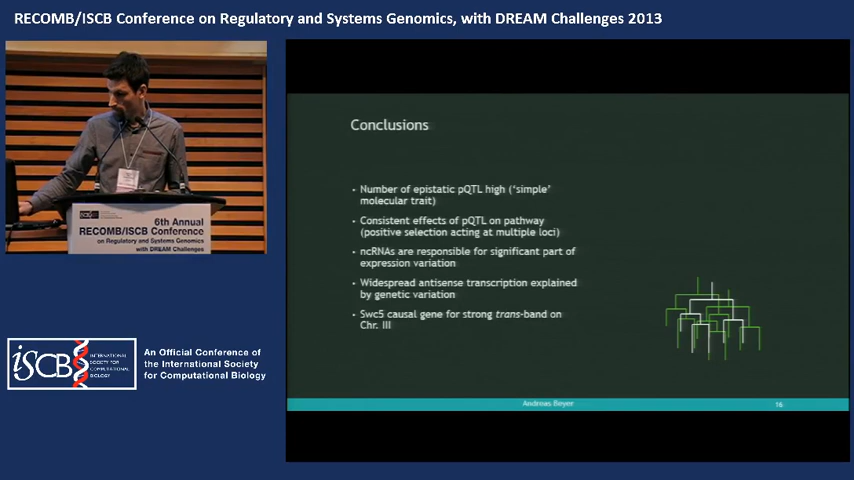 RECOMB/ISCB Conference on Regulatory and Systems Genomics, with DREAM Challenges 2013
6th Annual
RECOMB/ISCB Conference
on Regulatory and Systems Genomics
with DREAM Challenges
iSCB
INTERNATIONAL
SOCIETY FOR
COMPUTATIONAL
BIOLOGY
An Official Conference of
the International Society
for Computational Biology
Conclusions
• Number of epistatic pQTL high ('simple'
molecular trait)
• Consistent effects of pQTL on pathway
(positive selection acting at multiple loci)
• ncRNAs are responsible for significant part of
expression variation
• Widespread antisense transcription explained
by genetic variation
• Swc5 causal gene for strong trans-band on
Chr. III
Andreas Beyer
16